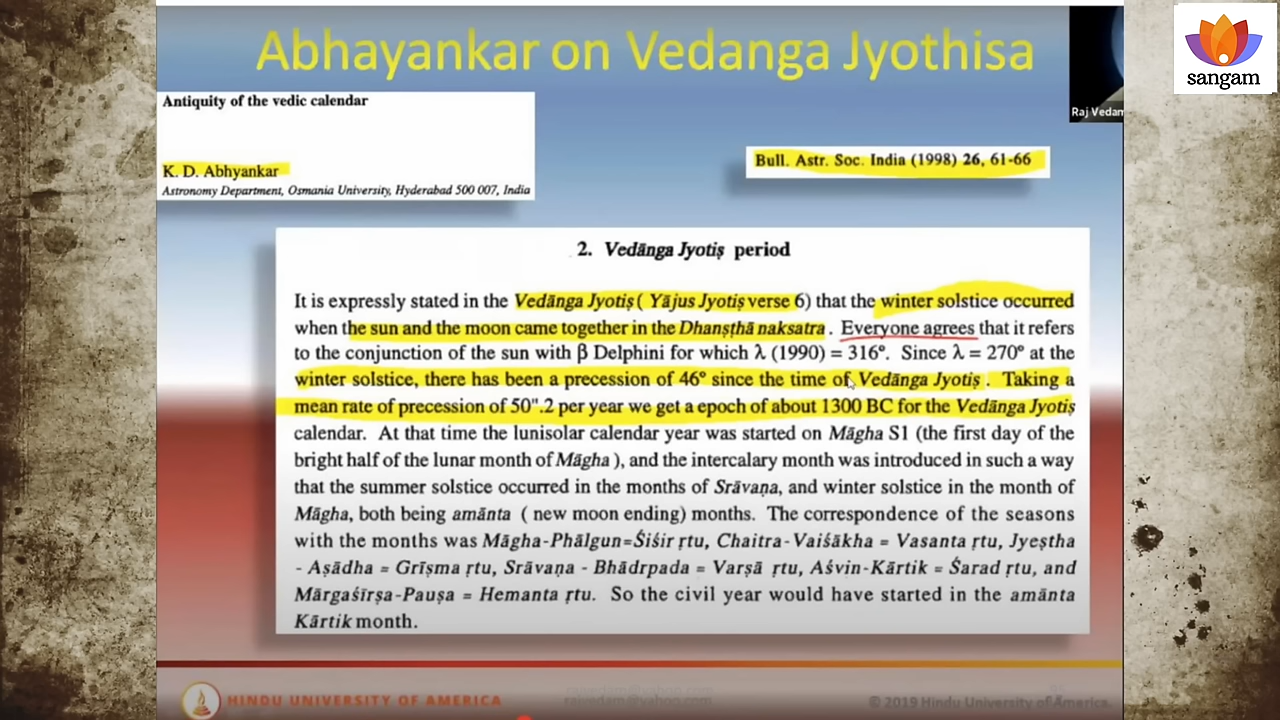 Abhayankar on Vedanga Jyothisa
sangam
Raj Vedam
Antiquity of the vedic calendar
K. D. Abhyankar
Astronomy Department, Osmania University, Hyderabad 500 007, India
Bull. Astr. Soc. India (1998) 26, 61-66
2. Vedānga Jyotiṣ period
It is expressly stated in the Vedānga Jyotiṣ ( Yājus Jyotiṣ verse 6) that the winter solstice occurred
when the sun and the moon came together in the Dhanṣṭhā naksatra . Everyone agrees that it refers
to the conjunction of the sun with β Delphini for which λ (1990) = 316°. Since λ = 270° at the
winter solstice, there has been a precession of 46° since the time of Vedānga Jyotiṣ . Taking a
mean rate of precession of 50".2 per year we get a epoch of about 1300 BC for the Vedānga Jyotiṣ
calendar. At that time the lunisolar calendar year was started on Māgha S1 (the first day of the
bright half of the lunar month of Māgha ), and the intercalary month was introduced in such a way
that the summer solstice occurred in the months of Srāvaṇa, and winter solstice in the month of
Māgha, both being amānta ( new moon ending) months. The correspondence of the seasons
with the months was Māgha-Phālgun=Śiśir ṛtu, Chaitra-Vaiśākha = Vasanta ṛtu, Jyeṣtha
- Aṣādha = Grīṣma ṛtu, Srāvaṇa - Bhādrpada = Varṣā ṛtu, Aśvin-Kārtik = Śarad ṛtu, and
Mārgaśīrṣa-Pauṣa = Hemanta ṛtu. So the civil year would have started in the amānta
Kārtik month.
HINDU UNIVERSITY OF AMERICA
© 2019 Hindu University of America.